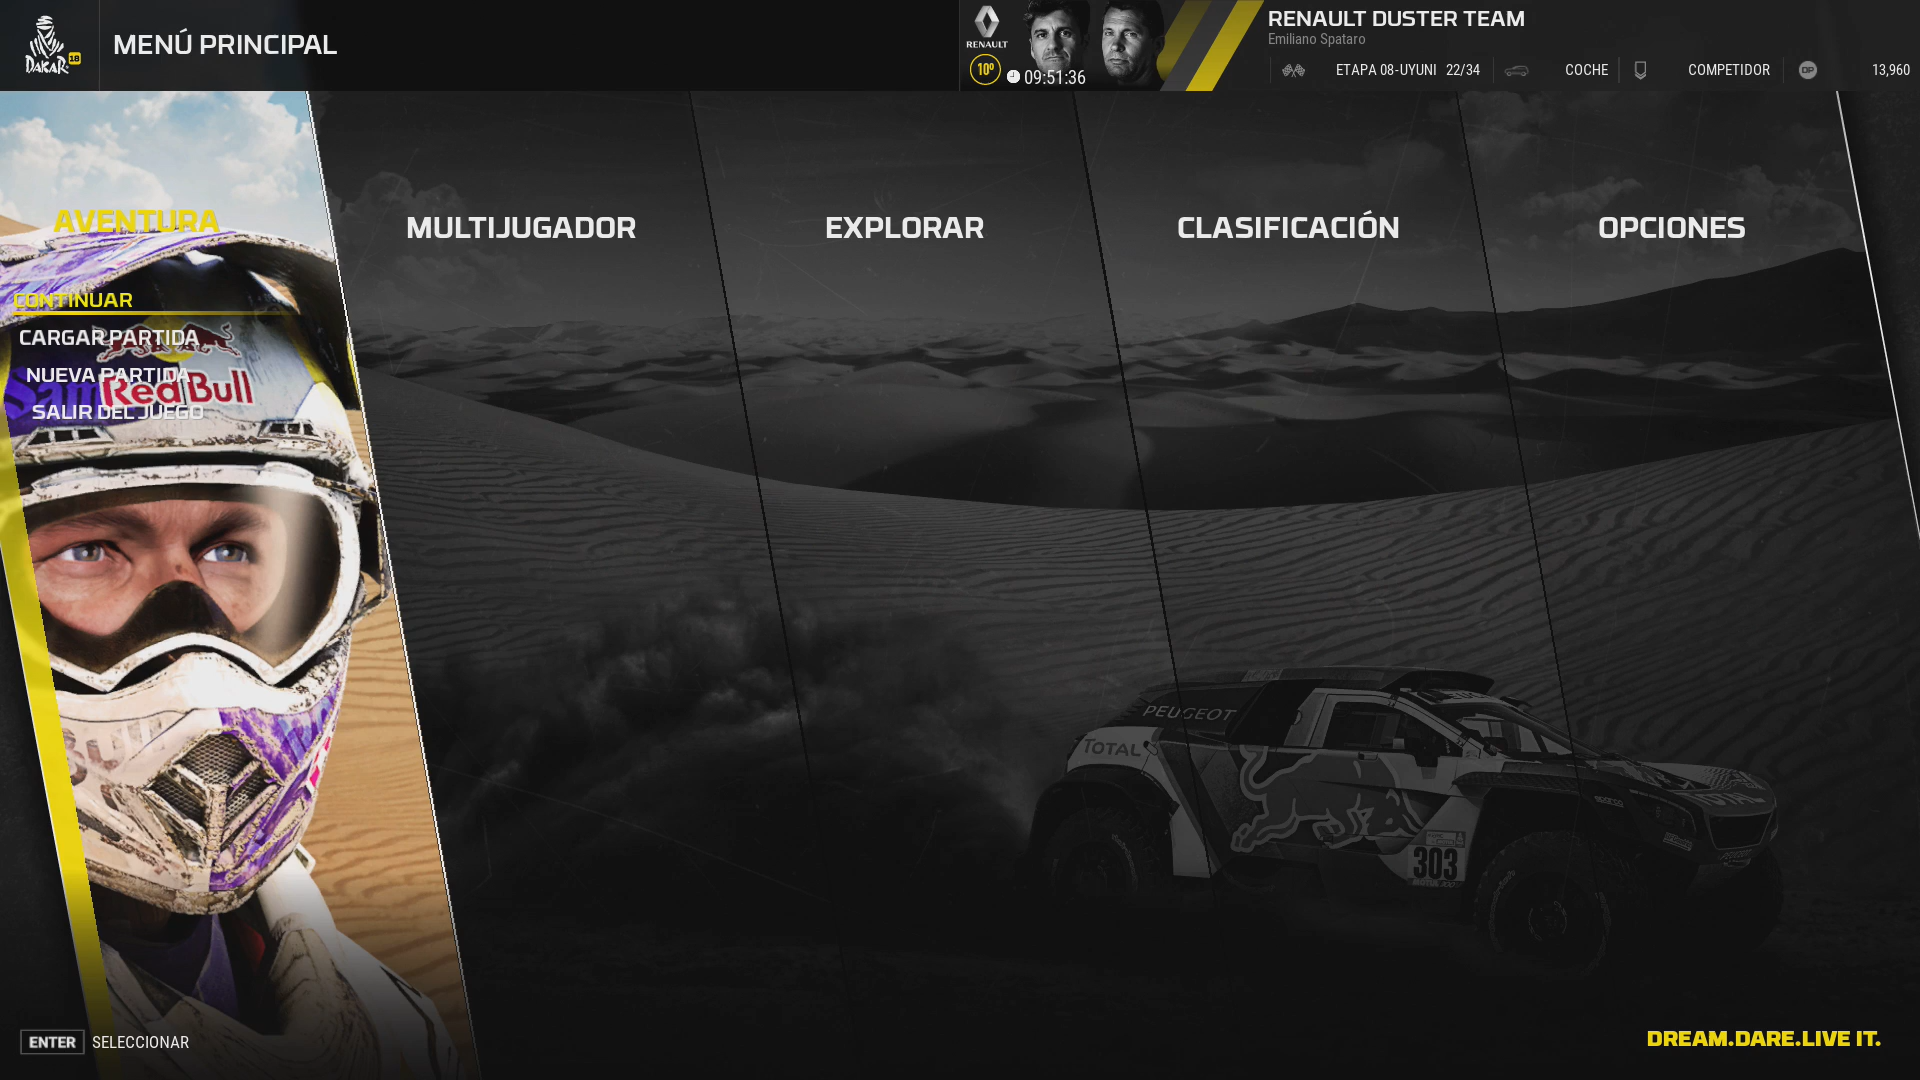 DAKAR 18
MENÚ PRINCIPAL
RENAULT
10º
09:51:36
RENAULT DUSTER TEAM
Emiliano Spataro
ETAPA 08-UYUNI 22/34
COCHE
COMPETIDOR
DP
13,960
AVENTURA
MULTIJUGADOR
EXPLORAR
CLASIFICACIÓN
OPCIONES
CONTINUAR
CARGAR PARTIDA
NUEVA PARTIDA
SALIR DEL JUEGO
Red Bull
PEUGEOT
TOTAL
TOTAL
303
ENTER SELECCIONAR
DREAM.DARE.LIVE IT.